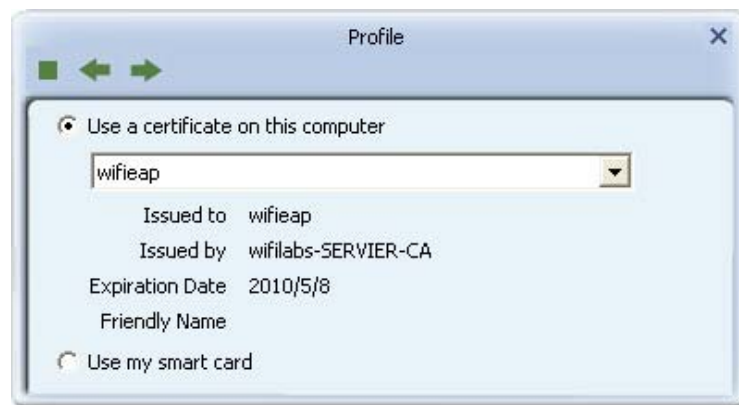 Profile
Use a certificate on this computer
wifieap
Issued to wifieap
Issued by wifilabs-SERVIER-CA
Expiration Date 2010/5/8
Friendly Name
Use my smart card